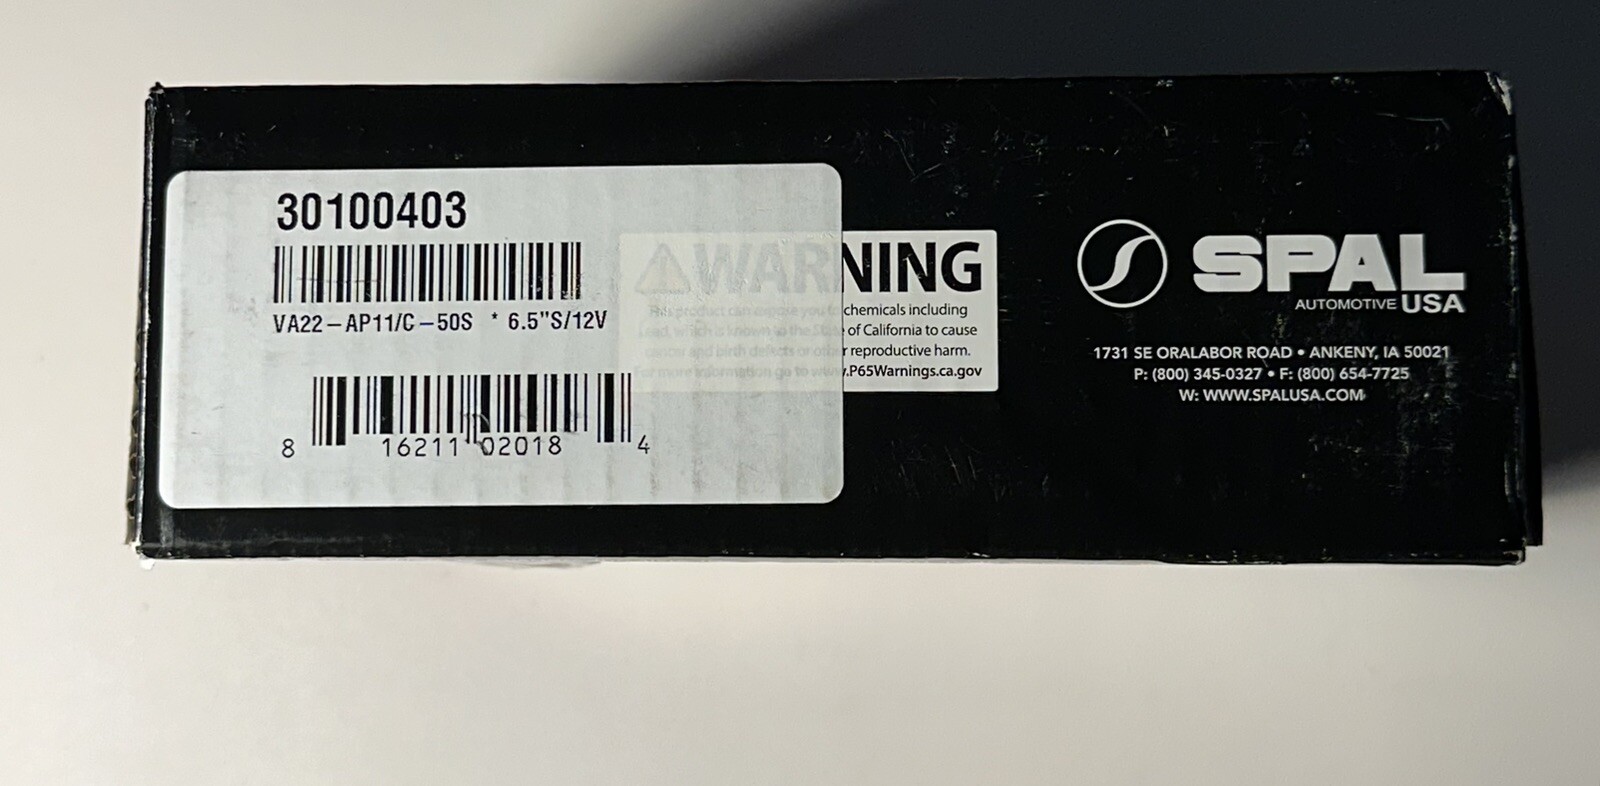 30100403
VA22-AP11/C-50S * 6.5"S/12V
8 16211 02018 4
WARNING
This product can expose you to chemicals including
Lead, which is known to the State of California to cause
cancer and birth defects or other reproductive harm.
For more information go to www.P65Warnings.ca.gov
SPAL
AUTOMOTIVE USA
1731 SE ORALABOR ROAD • ANKENY, IA 50021
P: (800) 345-0327 • F: (800) 654-7725
W: WWW.SPALUSA.COM